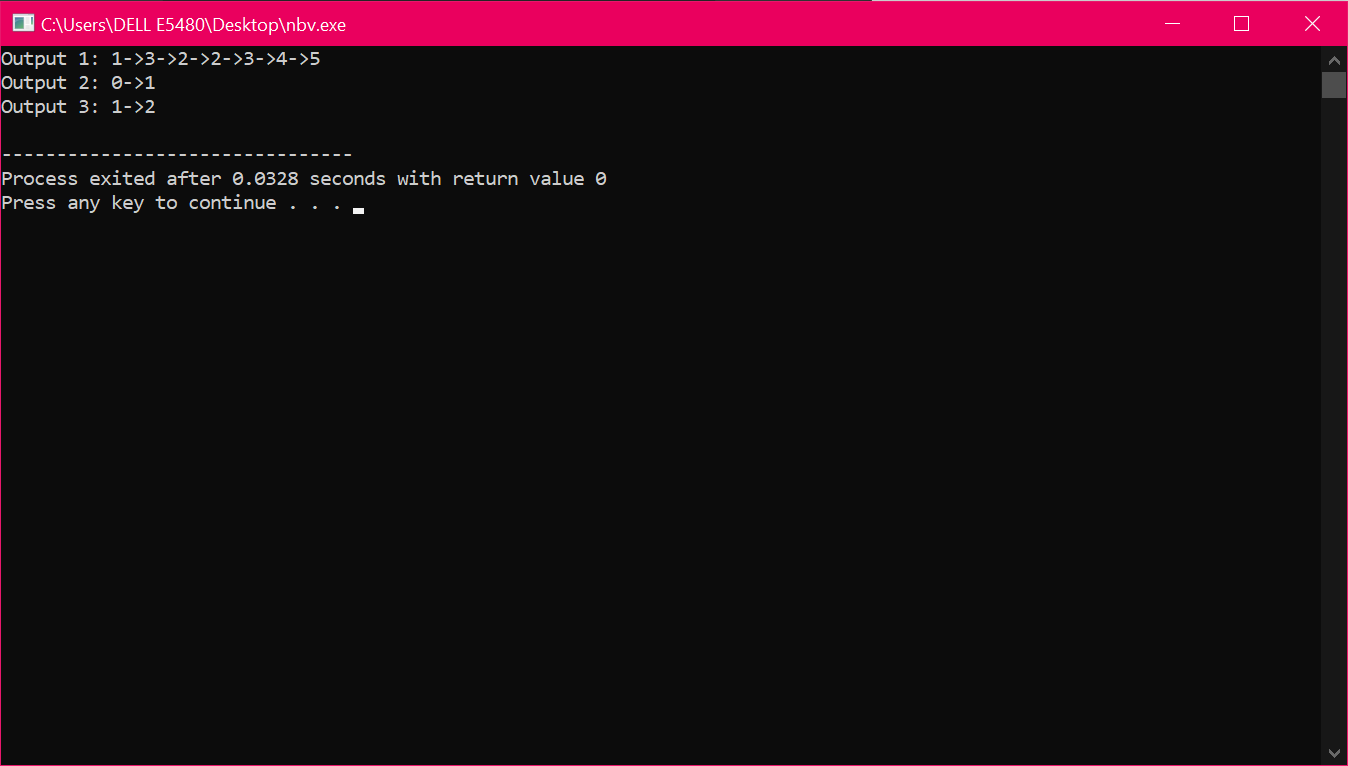 C:\Users\DELL E5480\Desktop\nbv.exe
Output 1: 1->3->2->2->3->4->5
Output 2: 0->1
Output 3: 1->2
--------------------------------
Process exited after 0.0328 seconds with return value 0
Press any key to continue . . .